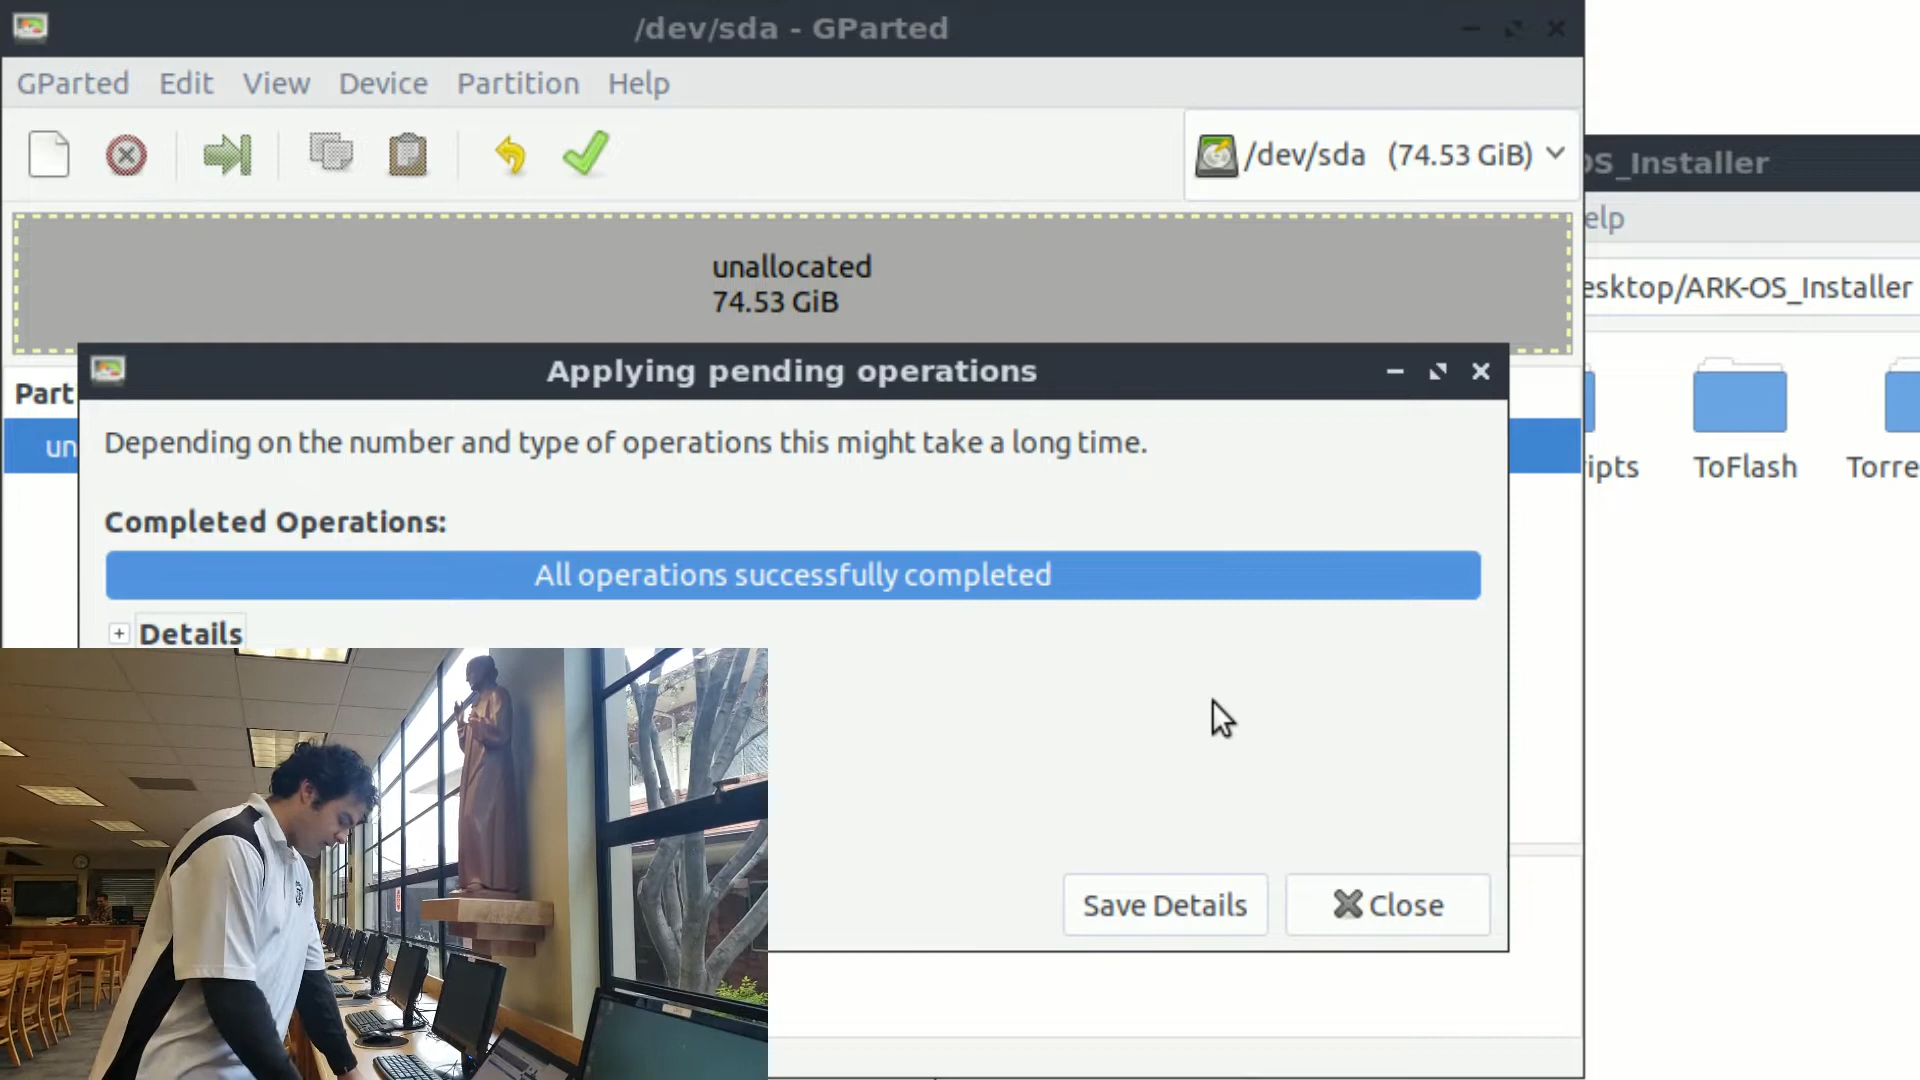 /dev/sda - GParted
GParted Edit View Device Partition Help
/dev/sda (74.53 GiB)
OS_Installer
elp
unallocated
74.53 GiB
esktop/ARK-OS_Installer
Applying pending operations
Part
un
Depending on the number and type of operations this might take a long time.
ipts ToFlash Torre
Completed Operations:
All operations successfully completed
Details
Save Details Close